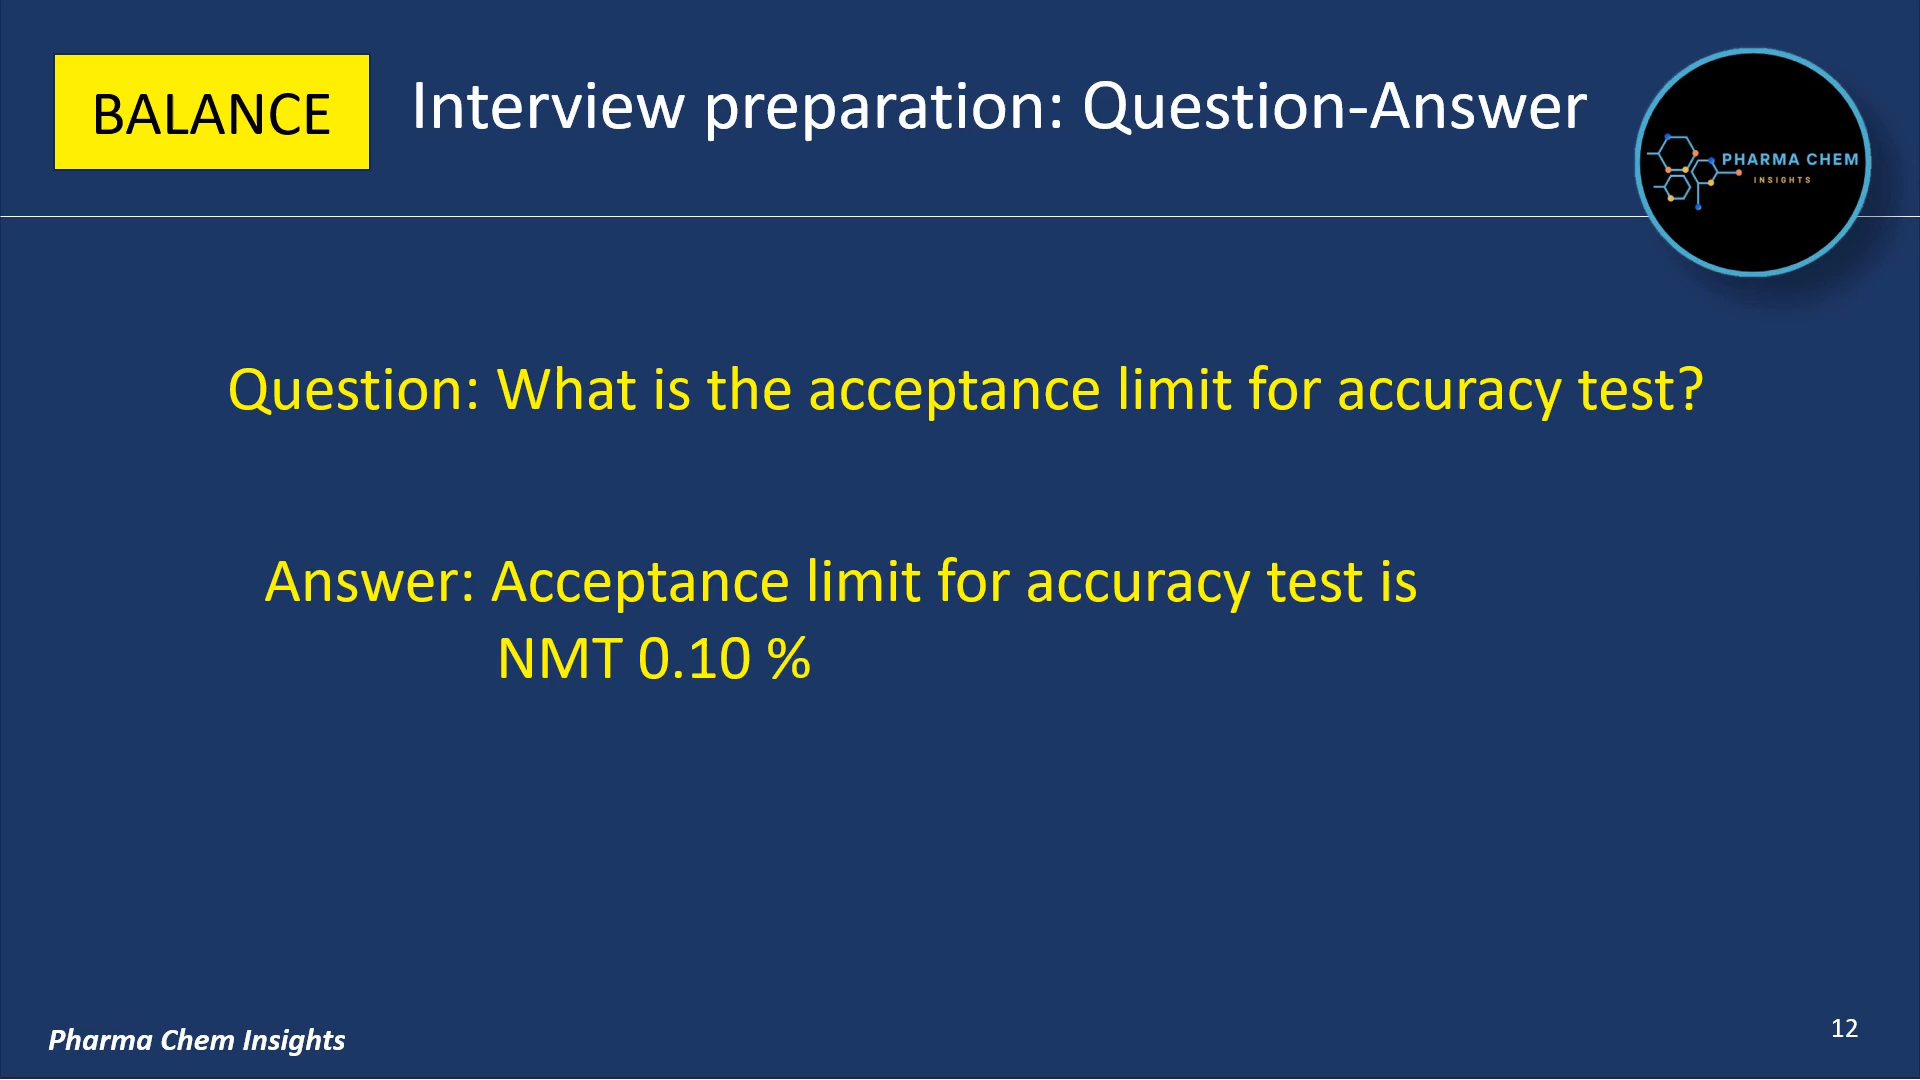 BALANCE
Interview preparation: Question-Answer
PHARMA CHEM
INSIGHTS
Question: What is the acceptance limit for accuracy test?
Answer: Acceptance limit for accuracy test is
NMT 0.10 %
Pharma Chem Insights
12